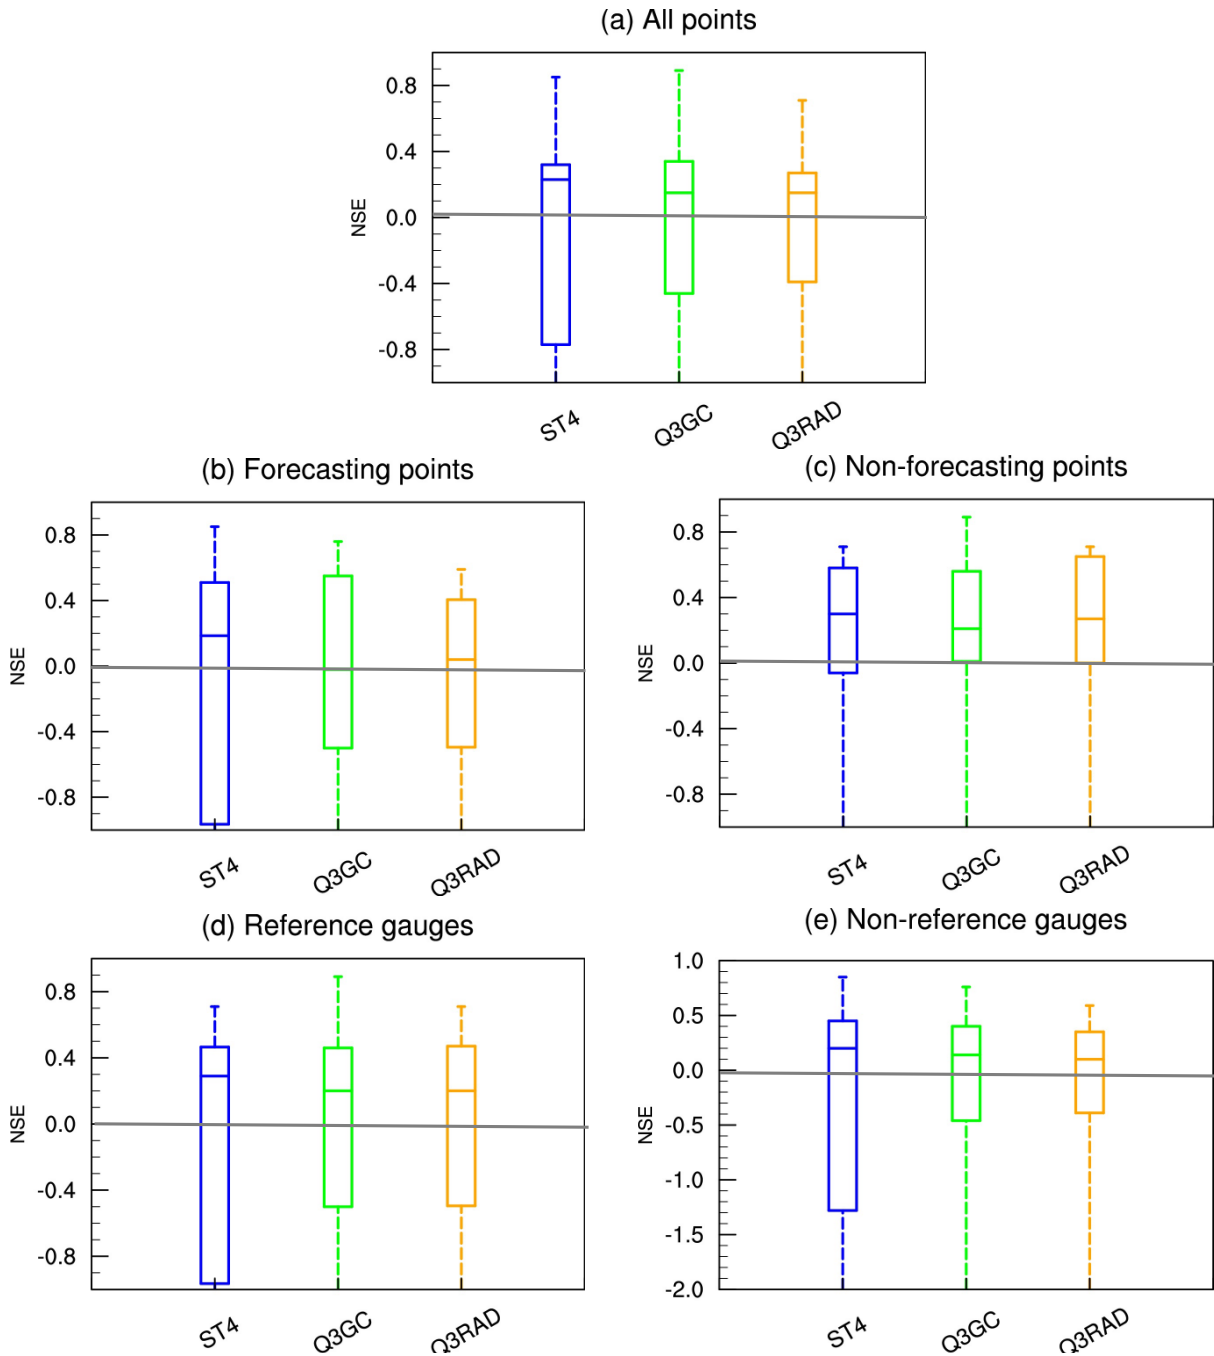 (a) All points
0.8
0.4
0.0
-0.4
-0.8
NSE
ST4
Q3GC
Q3RAD
(b) Forecasting points
0.8
0.4
0.0
-0.4
-0.8
NSE
ST4
Q3GC
Q3RAD
(c) Non-forecasting points
0.8
0.4
0.0
-0.4
-0.8
NSE
ST4
Q3GC
Q3RAD
(d) Reference gauges
0.8
0.4
0.0
-0.4
-0.8
NSE
ST4
Q3GC
Q3RAD
(e) Non-reference gauges
1.0
0.5
0.0
-0.5
-1.0
-1.5
-2.0
NSE
ST4
Q3GC
Q3RAD